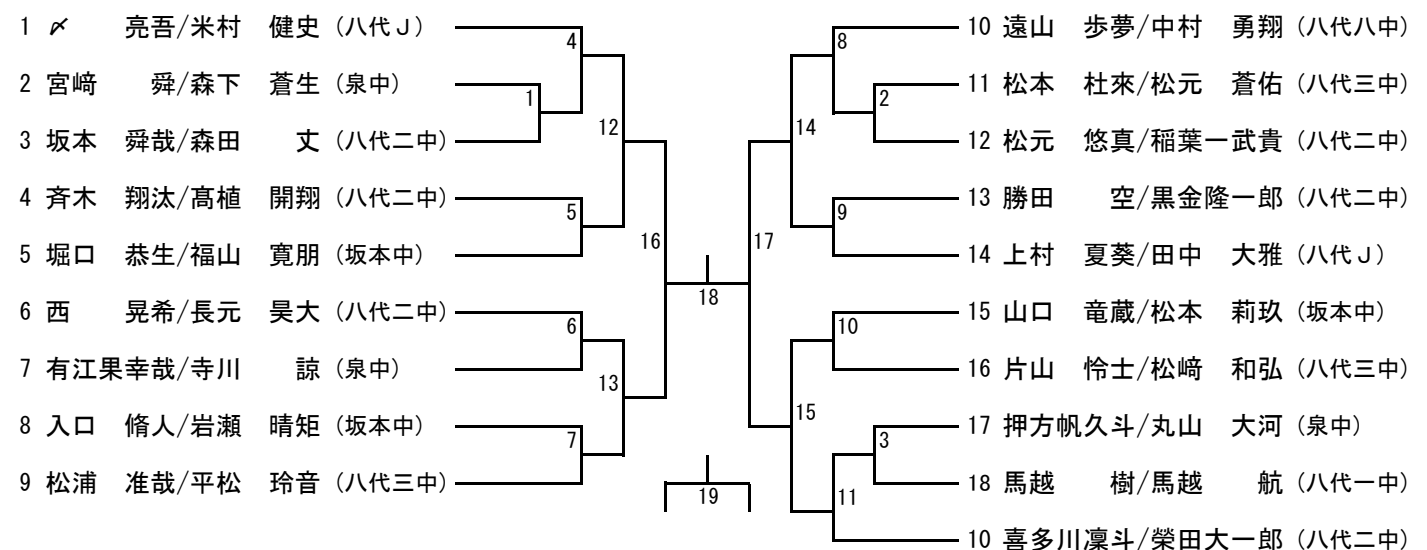 1 〆　　亮吾/米村　健史（八代Ｊ）
2 宮﨑　　舜/森下　蒼生（泉中）
3 坂本　舜哉/森田　　丈（八代二中）
4 斉木　翔汰/髙植　開翔（八代二中）
5 堀口　恭生/福山　寛朋（坂本中）
6 西　　晃希/長元　昊大（八代二中）
7 有江果幸哉/寺川　　諒（泉中）
8 入口　脩人/岩瀬　晴矩（坂本中）
9 松浦　准哉/平松　玲音（八代三中）
4
1
12
5
16
6
13
7
18
19
8
2
14
9
17
10
15
3
11
10 遠山　歩夢/中村　勇翔（八代八中）
11 松本　杜來/松元　蒼佑（八代三中）
12 松元　悠真/稲葉一武貴（八代二中）
13 勝田　　空/黒金隆一郎（八代二中）
14 上村　夏葵/田中　大雅（八代Ｊ）
15 山口　竜蔵/松本　莉玖（坂本中）
16 片山　怜士/松﨑　和弘（八代三中）
17 押方帆久斗/丸山　大河（泉中）
18 馬越　　樹/馬越　　航（八代一中）
10 喜多川凜斗/榮田大一郎（八代二中）